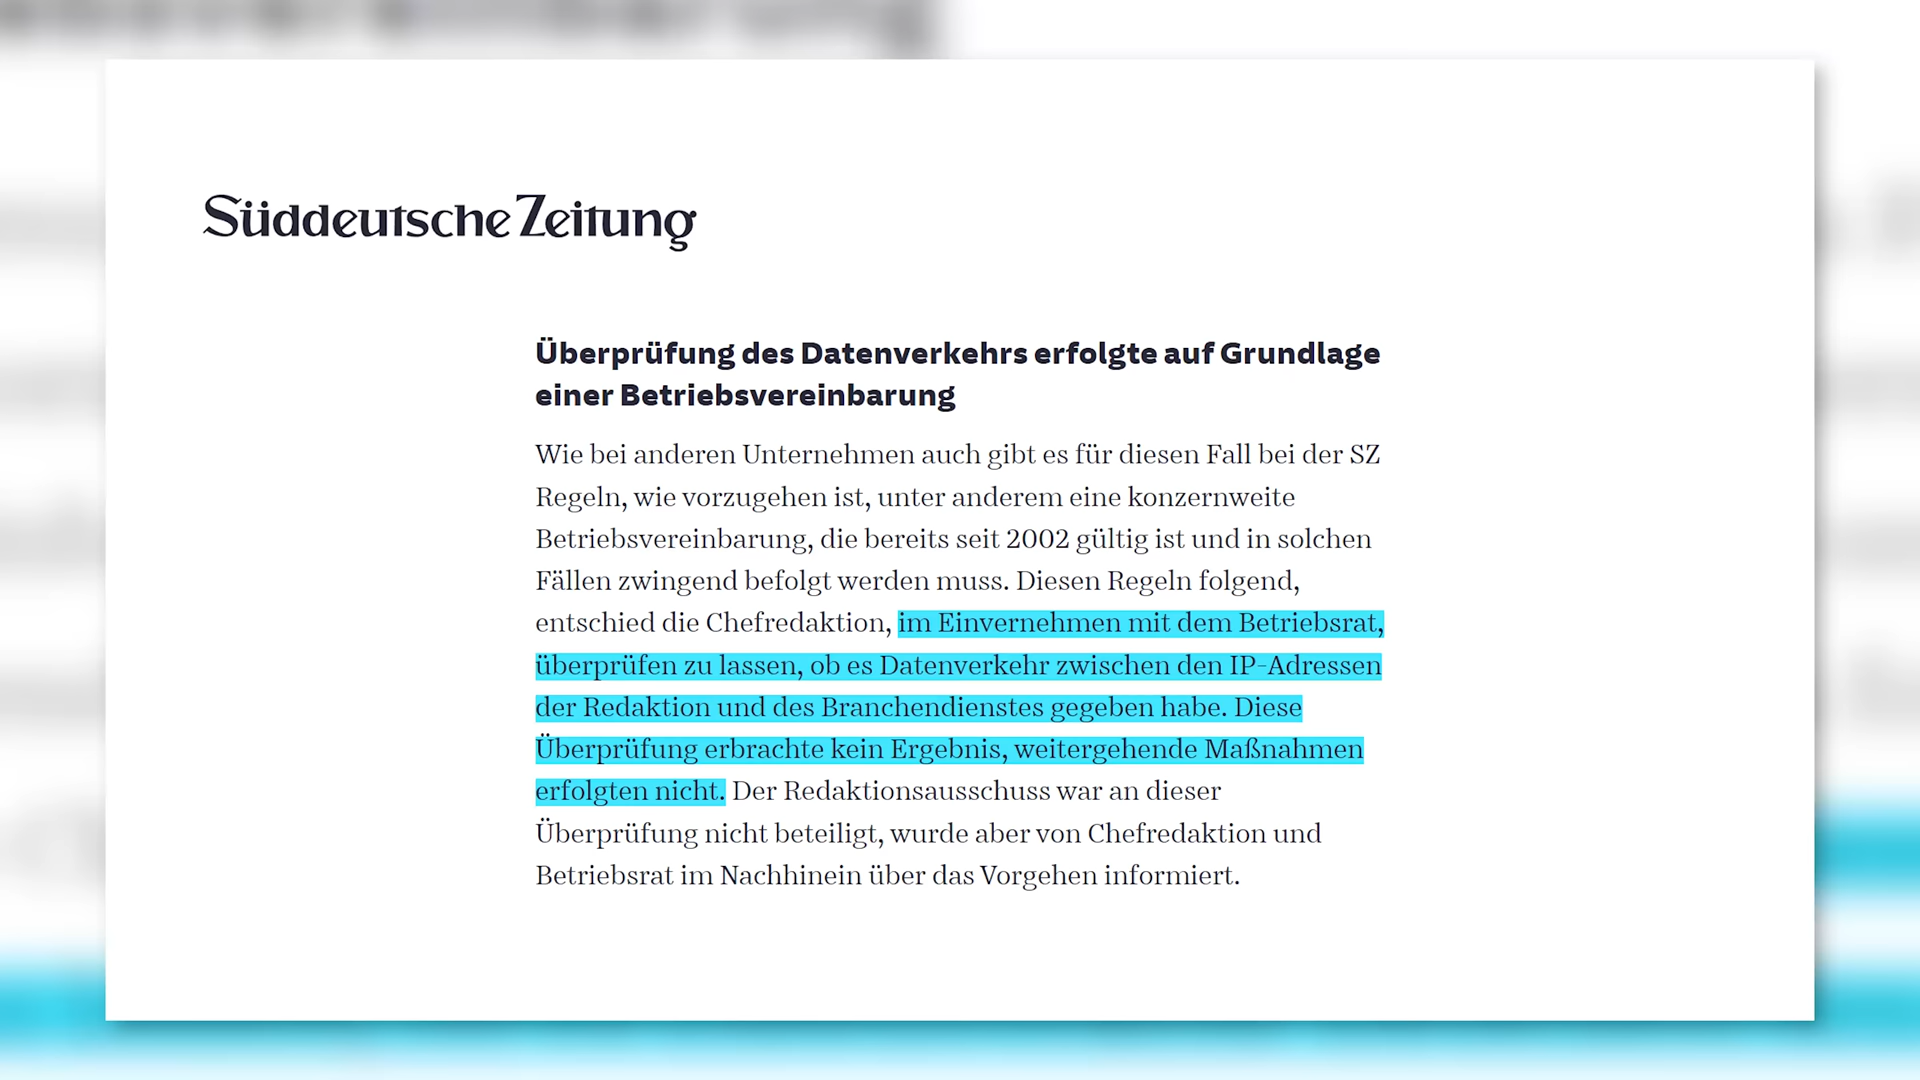 Süddeutsche Zeitung
Überprüfung des Datenverkehrs erfolgte auf Grundlage
einer Betriebsvereinbarung
Wie bei anderen Unternehmen auch gibt es für diesen Fall bei der SZ
Regeln, wie vorzugehen ist, unter anderem eine konzernweite
Betriebsvereinbarung, die bereits seit 2002 gültig ist und in solchen
Fällen zwingend befolgt werden muss. Diesen Regeln folgend,
entschied die Chefredaktion, im Einvernehmen mit dem Betriebsrat,
überprüfen zu lassen, ob es Datenverkehr zwischen den IP-Adressen
der Redaktion und des Branchendienstes gegeben habe. Diese
Überprüfung erbrachte kein Ergebnis, weitergehende Maßnahmen
erfolgten nicht. Der Redaktionsausschuss war an dieser
Überprüfung nicht beteiligt, wurde aber von Chefredaktion und
Betriebsrat im Nachhinein über das Vorgehen informiert.